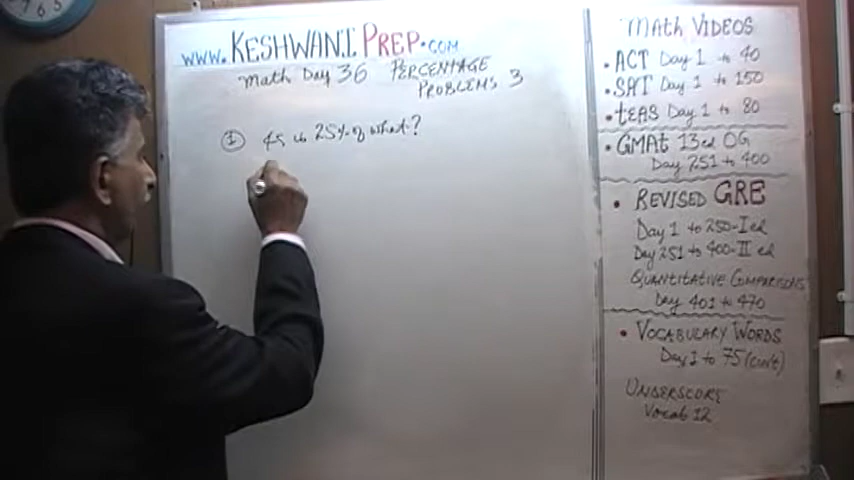 www.KESHWANI PREP.COM
Math Day 36 PERCENTAGE
PROBLEMS 3
① 45 is 25% of what?
MATH VIDEOS
• ACT Day 1 to 40
• SAT Day 1 to 150
• tEAS Day 1 to 80
• GMAt 13ed OG
Day 251 to 400
• REVISED GRE
Day 1 to 250-I ed
Day 251 to 400-II ed
QUANTITATIVE COMPARISONS
Day 401 to 470
• VOCABULARY WORDS
Day 1 to 75 (con't)
UNDERSCORE
Vocab 12